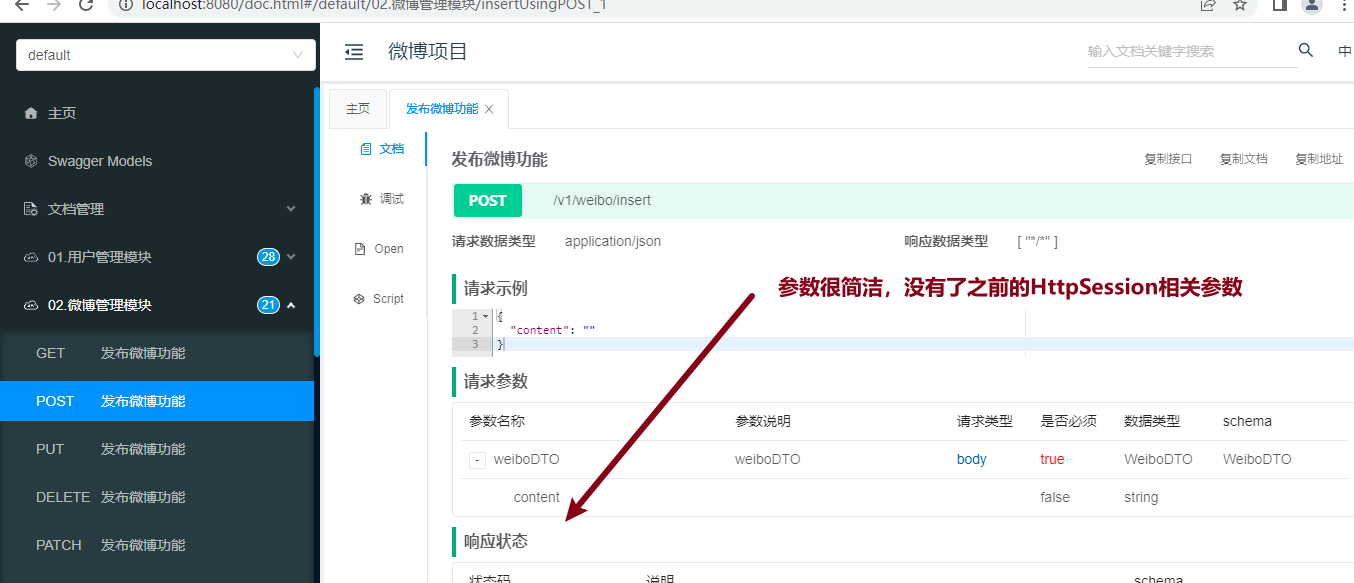 localhost:8080/doc.html#/default/02.微博管理模块/insertUsingPOST_1
default
微博项目
输入文档关键字搜索
中
主页
Swagger Models
文档管理
01.用户管理模块 28
02.微博管理模块 21
GET 发布微博功能
POST 发布微博功能
PUT 发布微博功能
DELETE 发布微博功能
PATCH 发布微博功能
主页 发布微博功能
文档
调试
Open
Script
发布微博功能 复制接口 复制文档 复制地址
POST /v1/weibo/insert
请求数据类型 application/json 响应数据类型 [ "*/*" ]
参数很简洁，没有了之前的HttpSession相关参数
请求示例
1 {
2 "content": ""
3 }
请求参数
参数名称 参数说明 请求类型 是否必须 数据类型 schema
- weiboDTO weiboDTO body true WeiboDTO WeiboDTO
content false string
响应状态
状态码 说明 schema